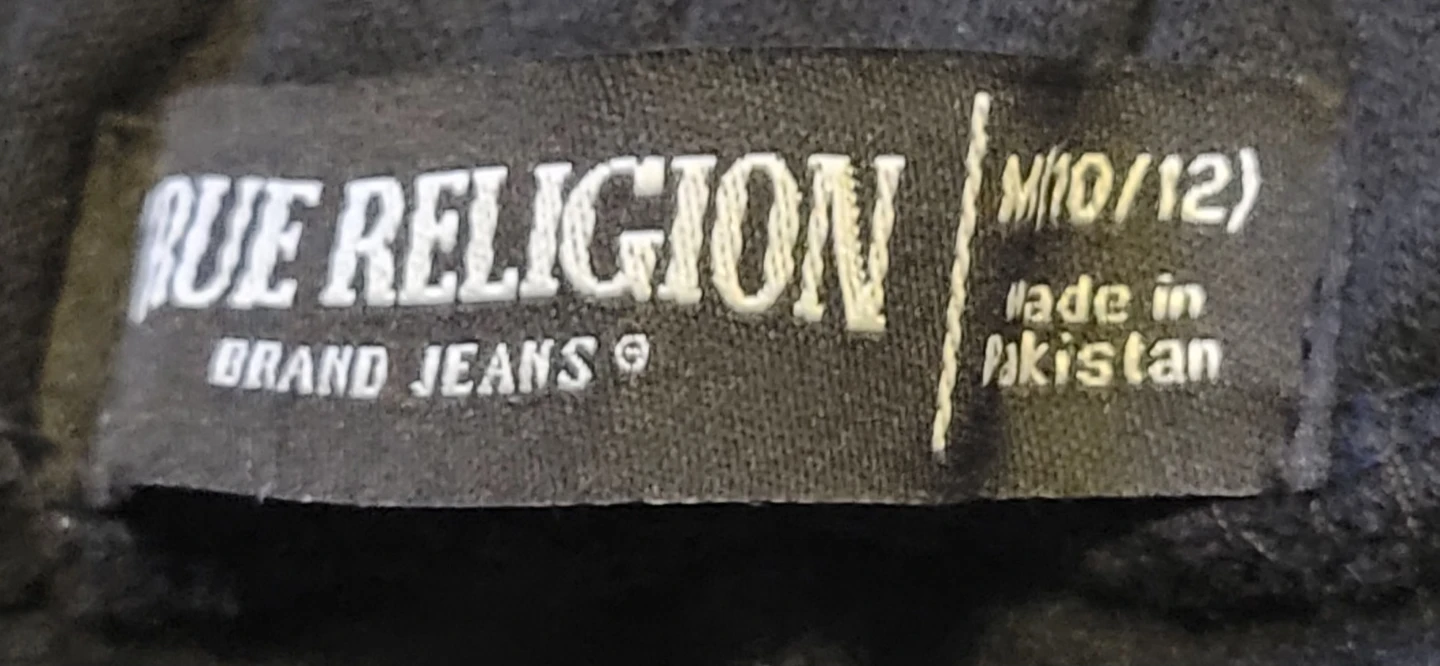 TRUE RELIGION
BRAND JEANS ®
M(10/12)
Made in
Pakistan